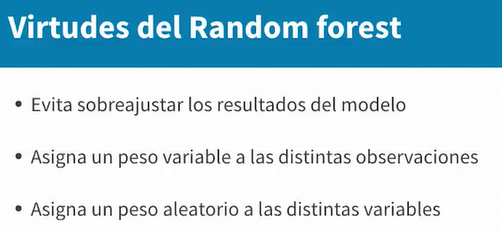 Virtudes del Random forest
• Evita sobreajustar los resultados del modelo
• Asigna un peso variable a las distintas observaciones
• Asigna un peso aleatorio a las distintas variables